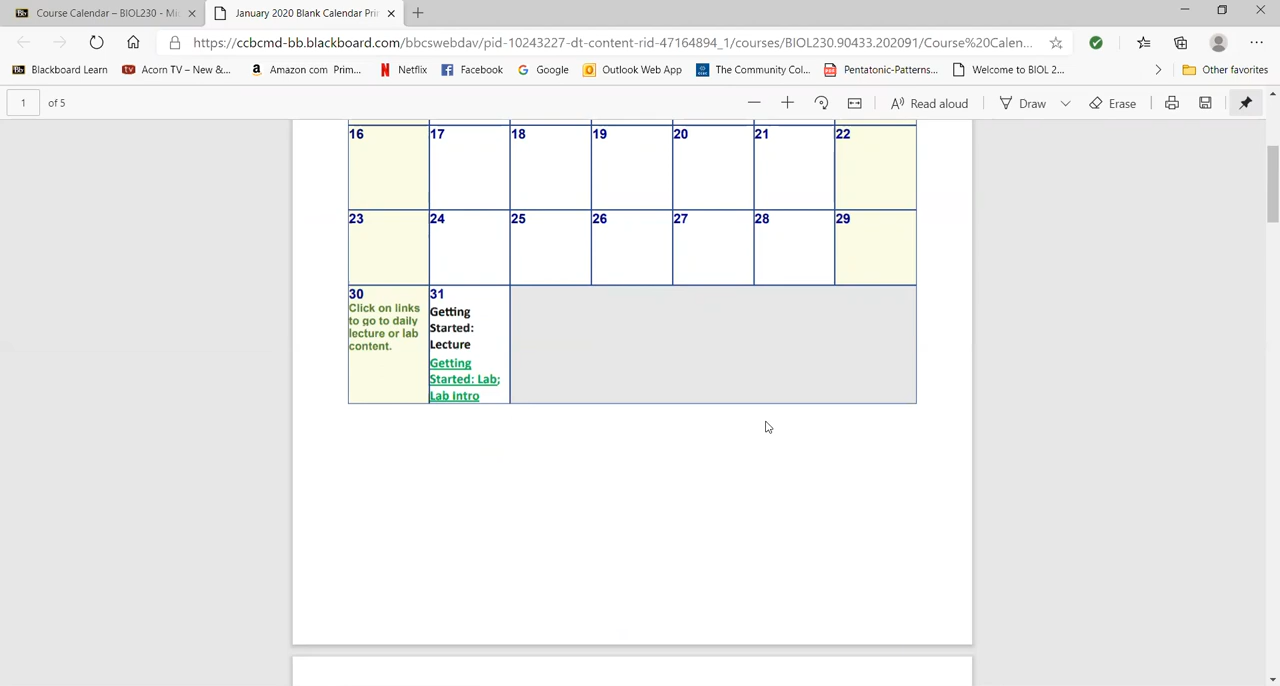 Course Calendar – BIOL230 - Mi
January 2020 Blank Calendar Pri
https://ccbcmd-bb.blackboard.com/bbcswebdav/pid-10243227-dt-content-rid-47164894_1/courses/BIOL230.90433.202091/Course%20Calen...
Bb Blackboard Learn
tv Acorn TV – New &...
a Amazon com Prim...
N Netflix
f Facebook
G Google
Outlook Web App
The Community Col...
Pentatonic-Patterns...
Welcome to BIOL 2...
Other favorites
1 of 5
Read aloud
Draw
Erase
16 17 18 19 20 21 22
23 24 25 26 27 28 29
30
Click on links
to go to daily
lecture or lab
content.
31
Getting
Started:
Lecture
Getting
Started: Lab;
Lab intro